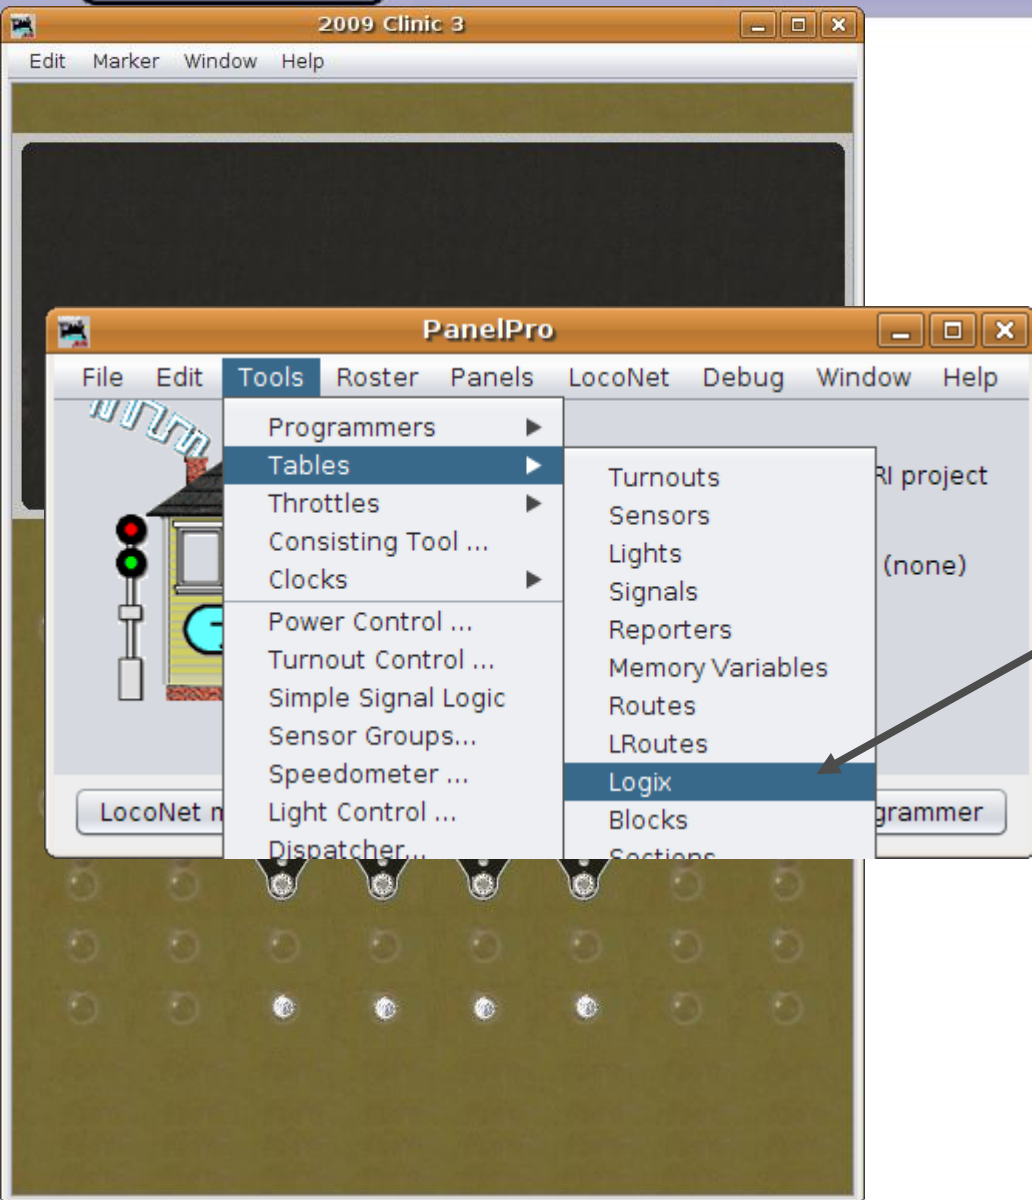 2009 Clinic 3
Edit Marker Window Help
PanelPro
File Edit Tools Roster Panels LocoNet Debug Window Help
Programmers
Tables
Throttles
Consisting Tool ...
Clocks
Power Control ...
Turnout Control ...
Simple Signal Logic
Sensor Groups...
Speedometer ...
Light Control ...
Dispatcher...
Turnouts
Sensors
Lights
Signals
Reporters
Memory Variables
Routes
LRoutes
Logix
Blocks
Sections
RI project
(none)
LocoNet
grammer